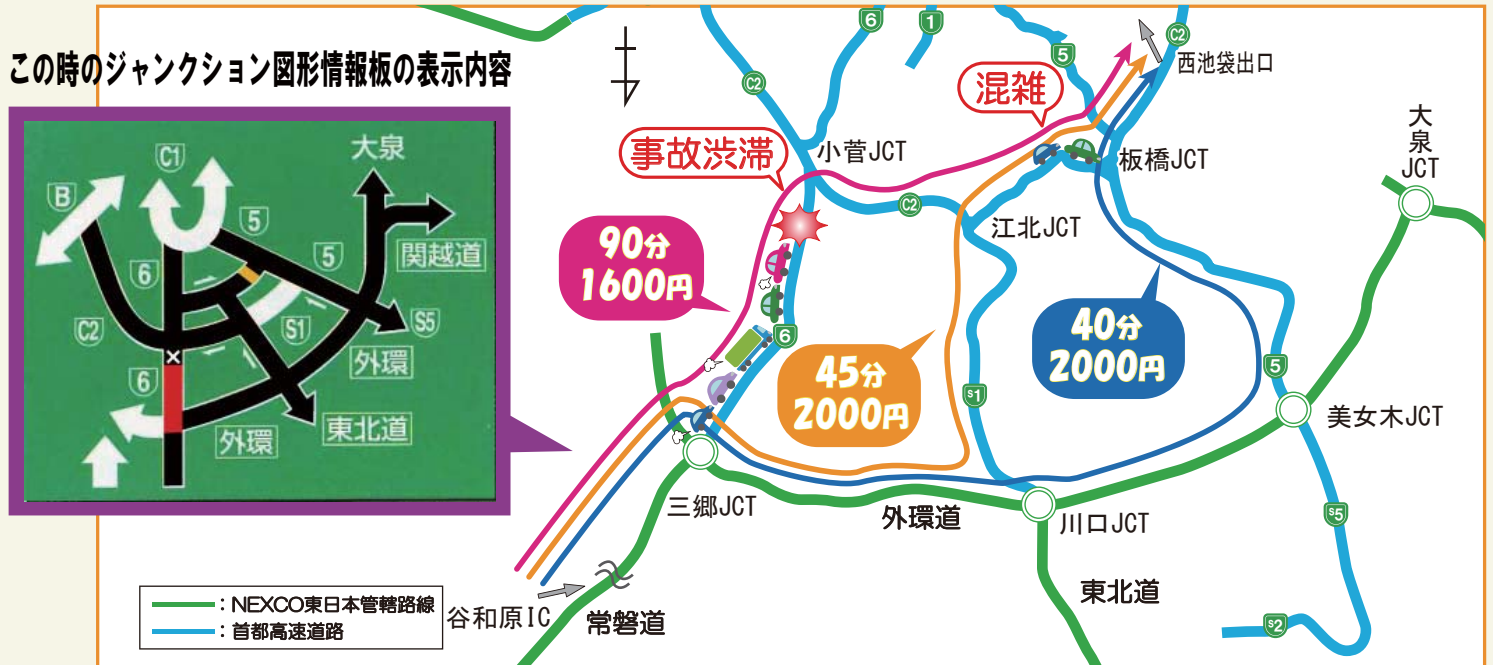 この時のジャンクション図形情報板の表示内容
C1
大泉
B
5
関越道
6
5
C2
S1
S5
外環
6
外環
東北道
6
1
5
C2
西池袋出口
C2
混雑
大泉JCT
事故渋滞
小菅JCT
板橋JCT
C2
江北JCT
90分
1600円
40分
2000円
6
45分
2000円
S1
5
美女木JCT
三郷JCT
外環道
川口JCT
S5
東北道
谷和原IC
常磐道
S2
:NEXCO東日本管轄路線
:首都高速道路